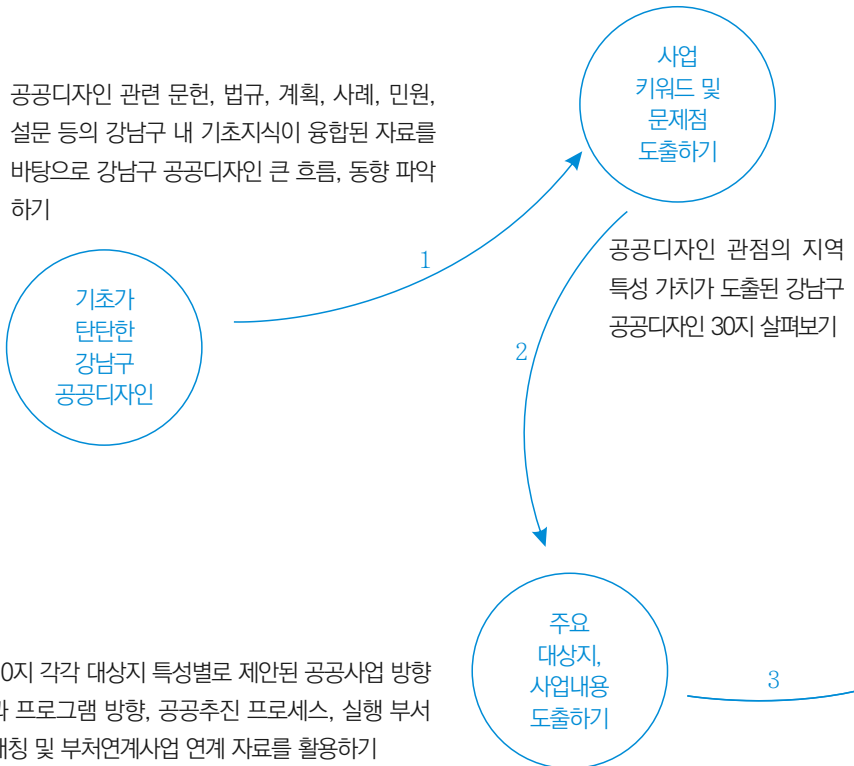 사업
키워드 및
문제점
도출하기
공공디자인 관련 문헌, 법규, 계획, 사례, 민원,
설문 등의 강남구 내 기초지식이 융합된 자료를
바탕으로 강남구 공공디자인 큰 흐름, 동향 파악
하기
1
기초가
탄탄한
강남구
공공디자인
공공디자인 관점의 지역
특성 가치가 도출된 강남구
공공디자인 30지 살펴보기
2
주요
대상지,
사업내용
도출하기
0지 각각 대상지 특성별로 제안된 공공사업 방향
과 프로그램 방향, 공공추진 프로세스, 실행 부서
매칭 및 부처연계사업 연계 자료를 활용하기
3